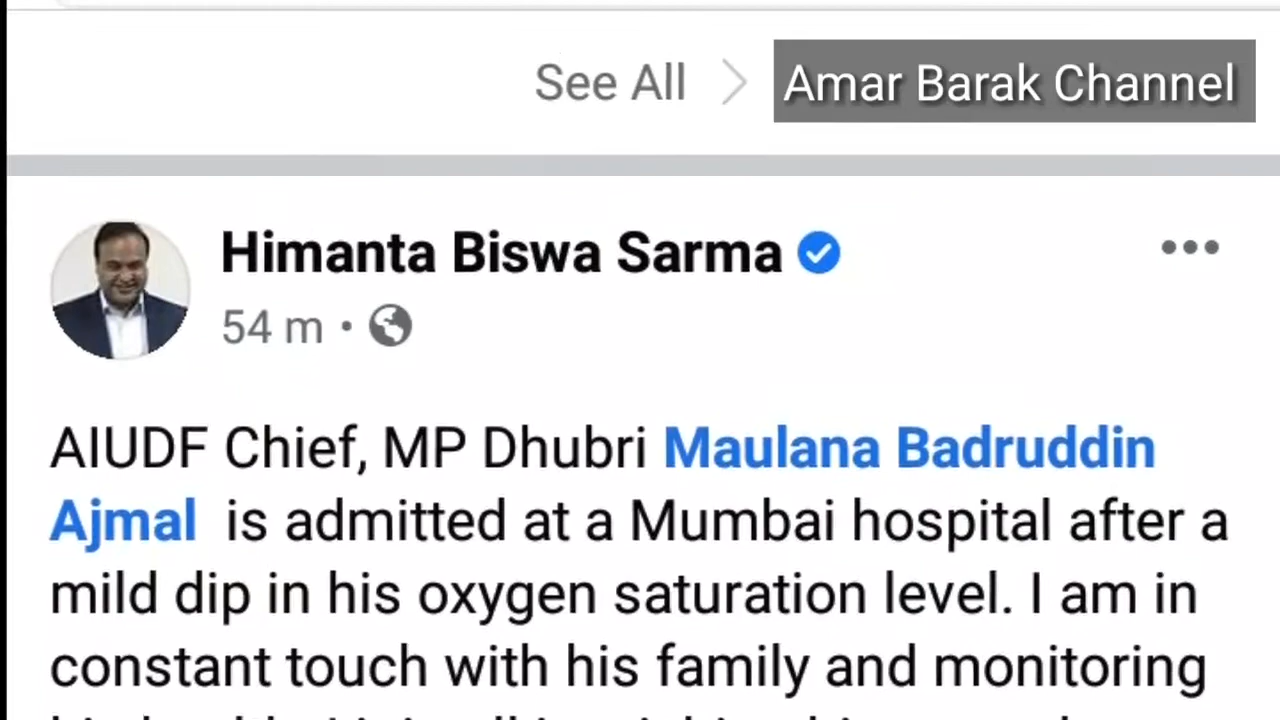 See All > Amar Barak Channel
Himanta Biswa Sarma
54 m •
AIUDF Chief, MP Dhubri Maulana Badruddin
Ajmal is admitted at a Mumbai hospital after a
mild dip in his oxygen saturation level. I am in
constant touch with his family and monitoring